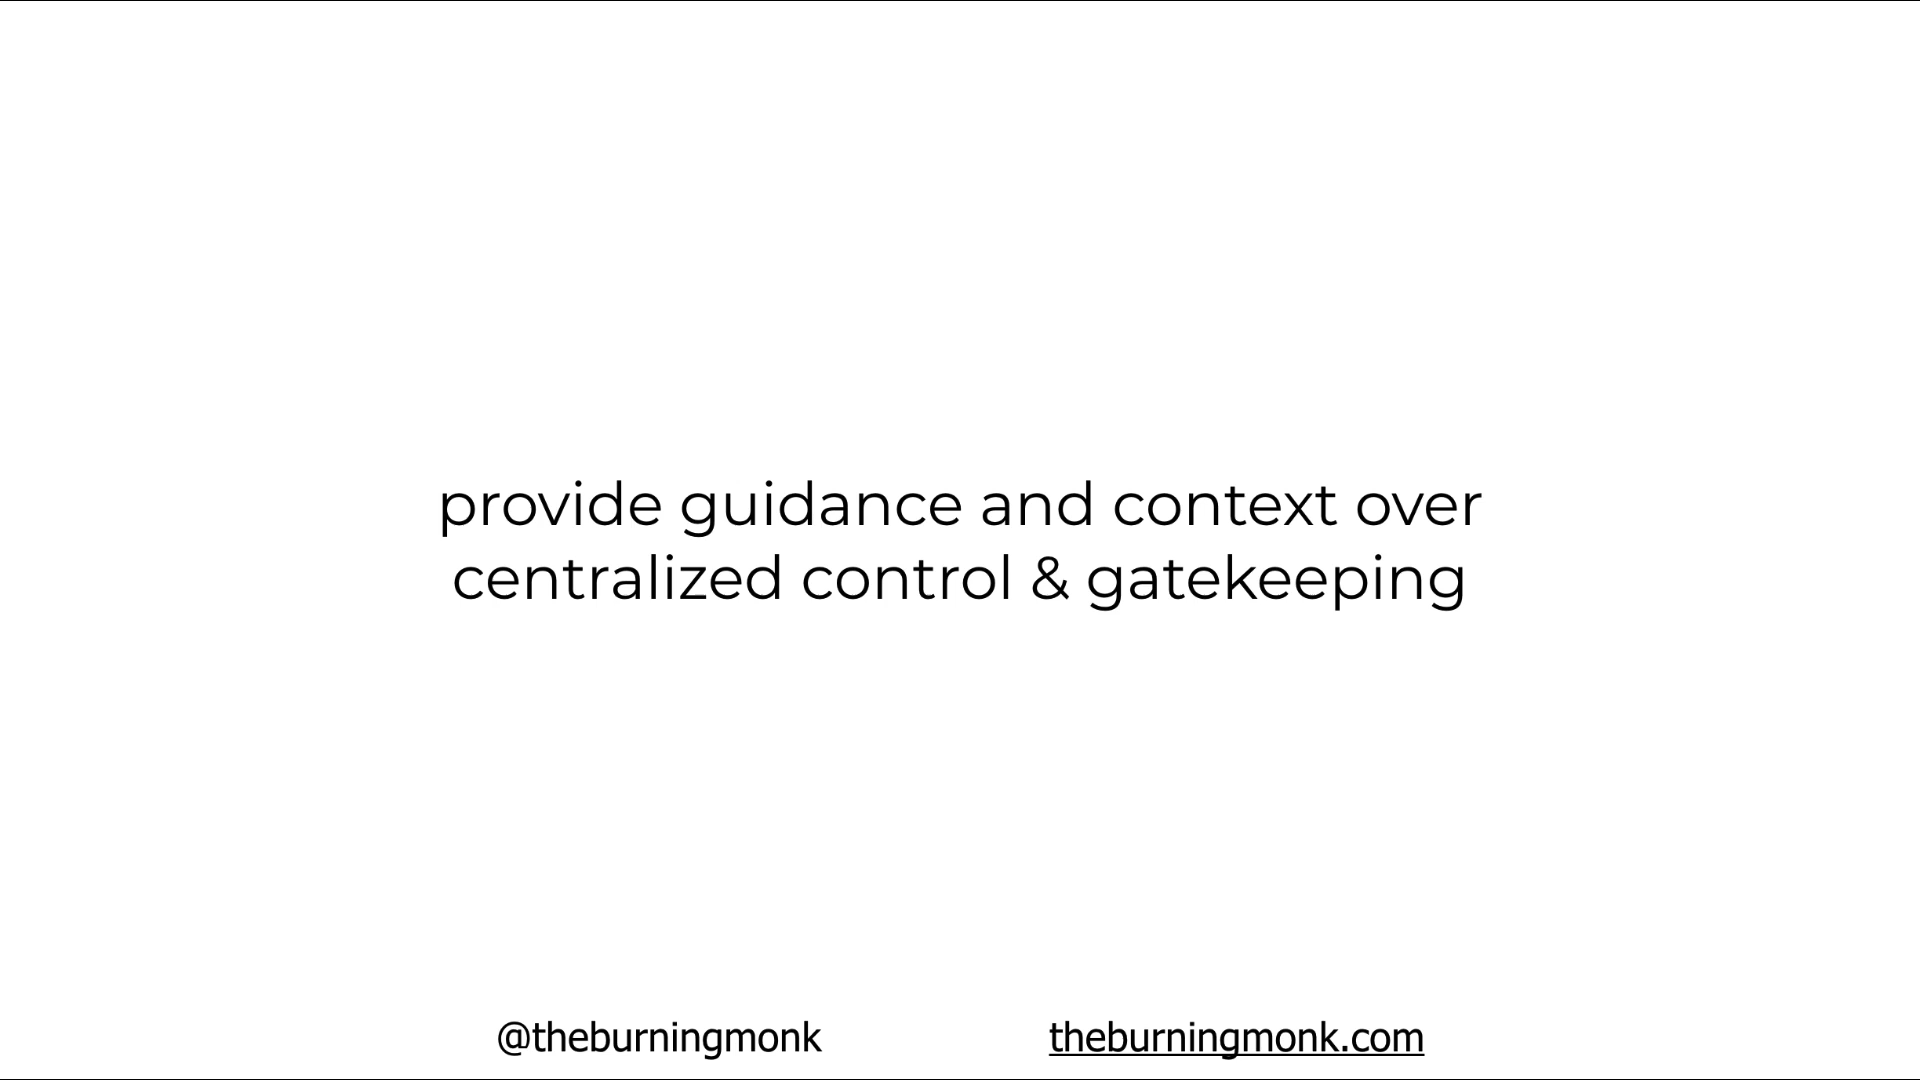 provide guidance and context over
centralized control & gatekeeping
@theburningmonk
theburningmonk.com